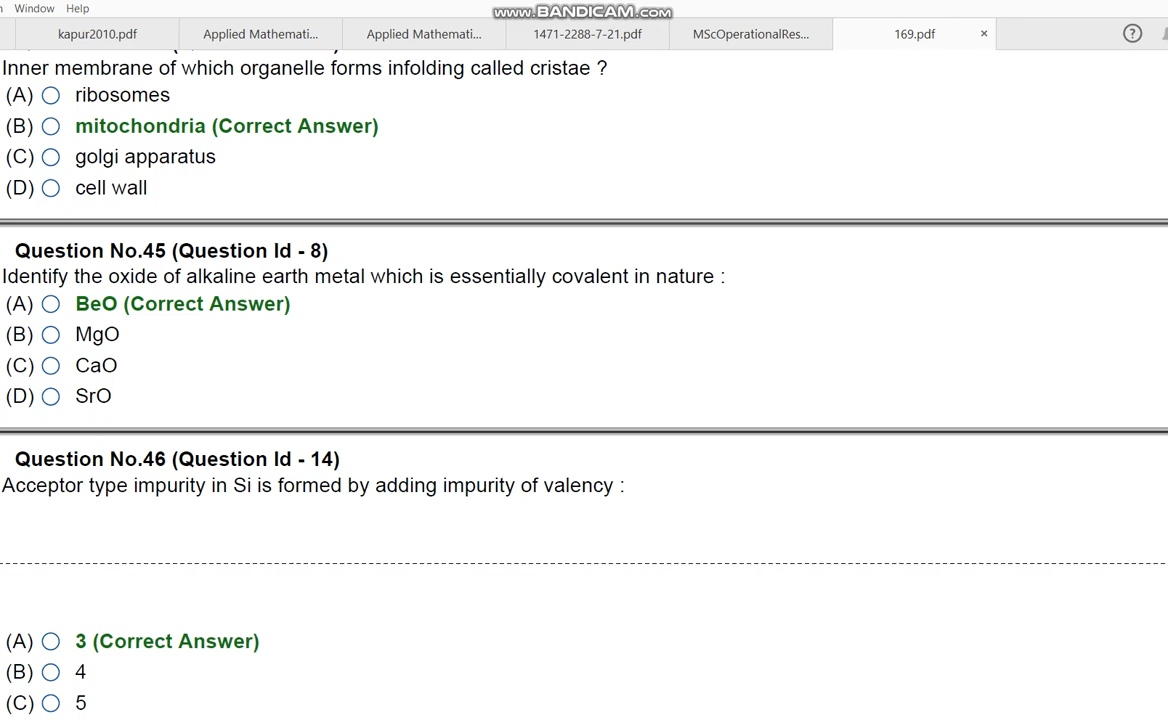 Window Help
www.BANDICAM.com
kapur2010.pdf Applied Mathemati... Applied Mathemati... 1471-2288-7-21.pdf MScOperationalRes... 169.pdf ×
Inner membrane of which organelle forms infolding called cristae ?
(A) ribosomes
(B) mitochondria (Correct Answer)
(C) golgi apparatus
(D) cell wall
Question No.45 (Question Id - 8)
Identify the oxide of alkaline earth metal which is essentially covalent in nature :
(A) BeO (Correct Answer)
(B) MgO
(C) CaO
(D) SrO
Question No.46 (Question Id - 14)
Acceptor type impurity in Si is formed by adding impurity of valency :
(A) 3 (Correct Answer)
(B) 4
(C) 5